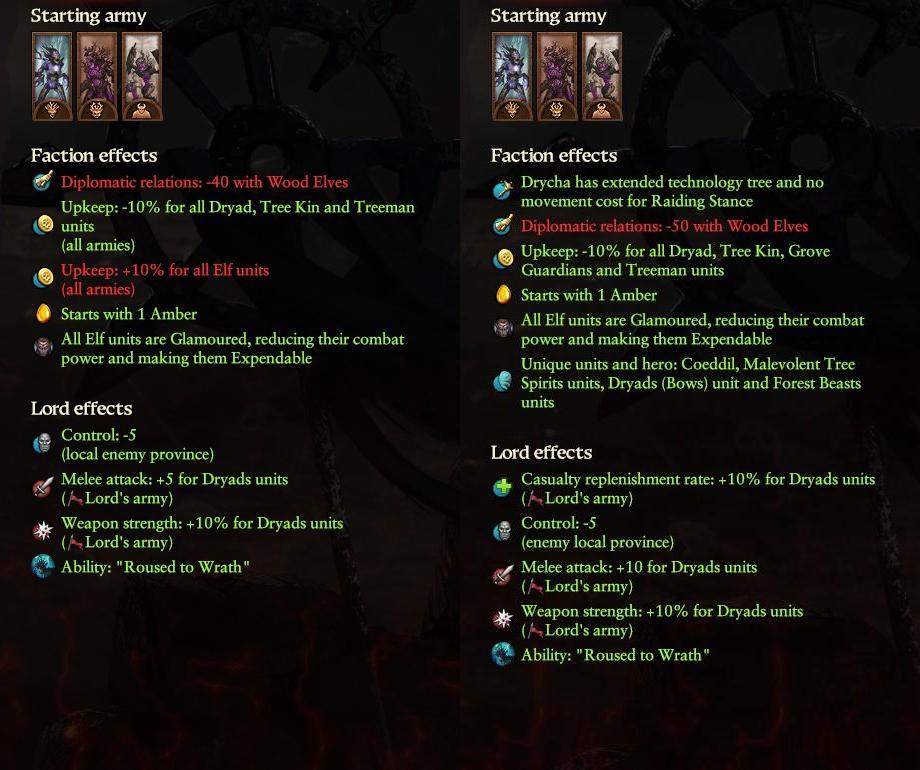 Starting army
Faction effects
Diplomatic relations: -40 with Wood Elves
Upkeep: -10% for all Dryad, Tree Kin and Treeman
units
(all armies)
Upkeep: +10% for all Elf units
(all armies)
Starts with 1 Amber
All Elf units are Glamoured, reducing their combat
power and making them Expendable
Lord effects
Control: -5
(local enemy province)
Melee attack: +5 for Dryads units
(Lord's army)
Weapon strength: +10% for Dryads units
(Lord's army)
Ability: "Roused to Wrath"
Starting army
Faction effects
Drycha has extended technology tree and no
movement cost for Raiding Stance
Diplomatic relations: -50 with Wood Elves
Upkeep: -10% for all Dryad, Tree Kin, Grove
Guardians and Treeman units
Starts with 1 Amber
All Elf units are Glamoured, reducing their combat
power and making them Expendable
Unique units and hero: Coeddil, Malevolent Tree
Spirits units, Dryads (Bows) unit and Forest Beasts
units
Lord effects
Casualty replenishment rate: +10% for Dryads units
(Lord's army)
Control: -5
(enemy local province)
Melee attack: +10 for Dryads units
(Lord's army)
Weapon strength: +10% for Dryads units
(Lord's army)
Ability: "Roused to Wrath"